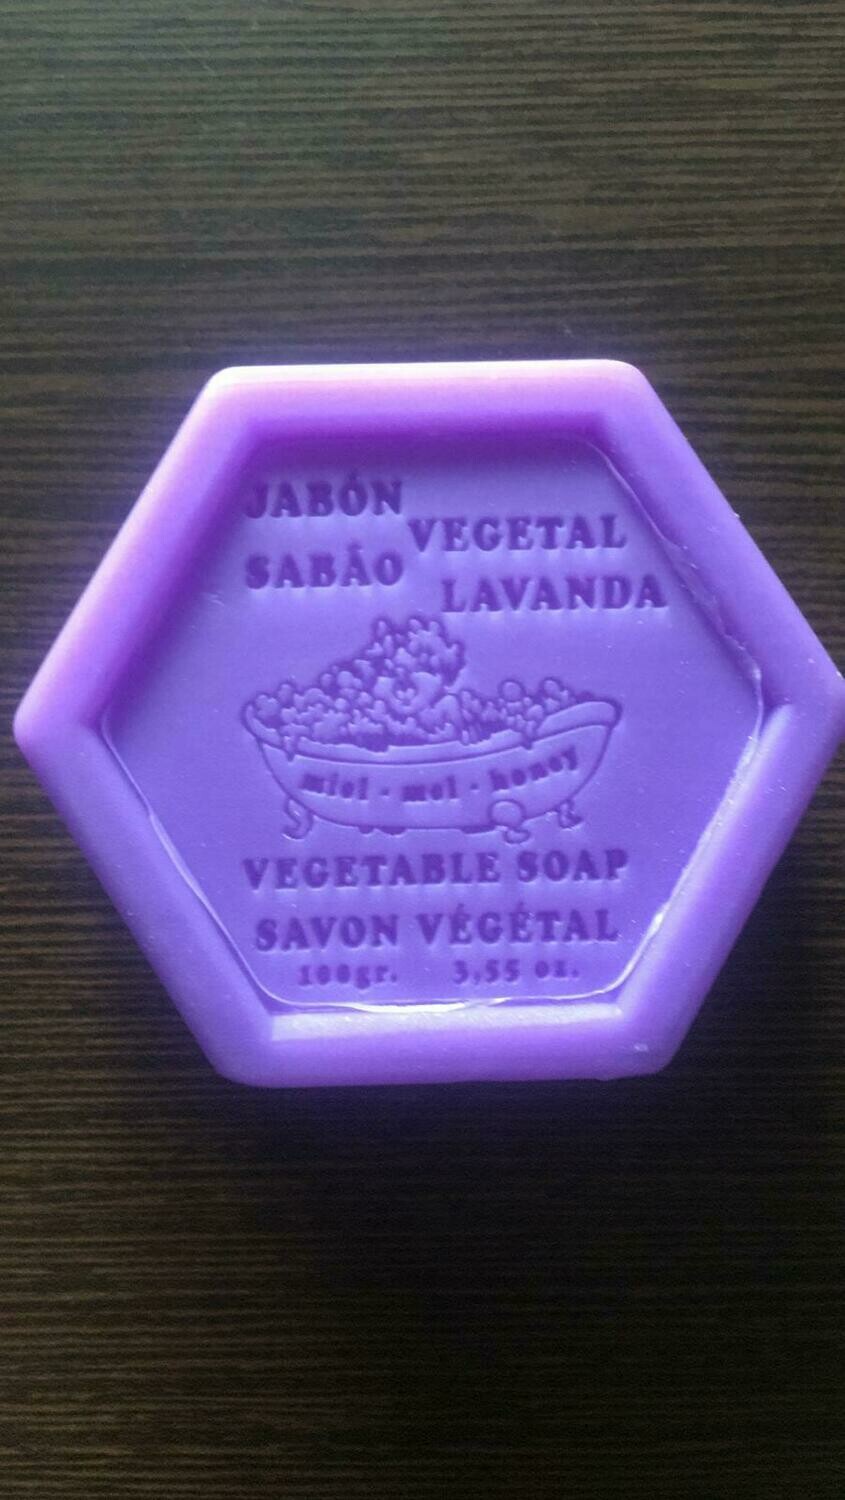 JABÓN
VEGETAL
SABÃO
LAVANDA
miel · mel · honey
VEGETABLE SOAP
SAVON VÉGÉTAL
100gr. 3,55 oz.